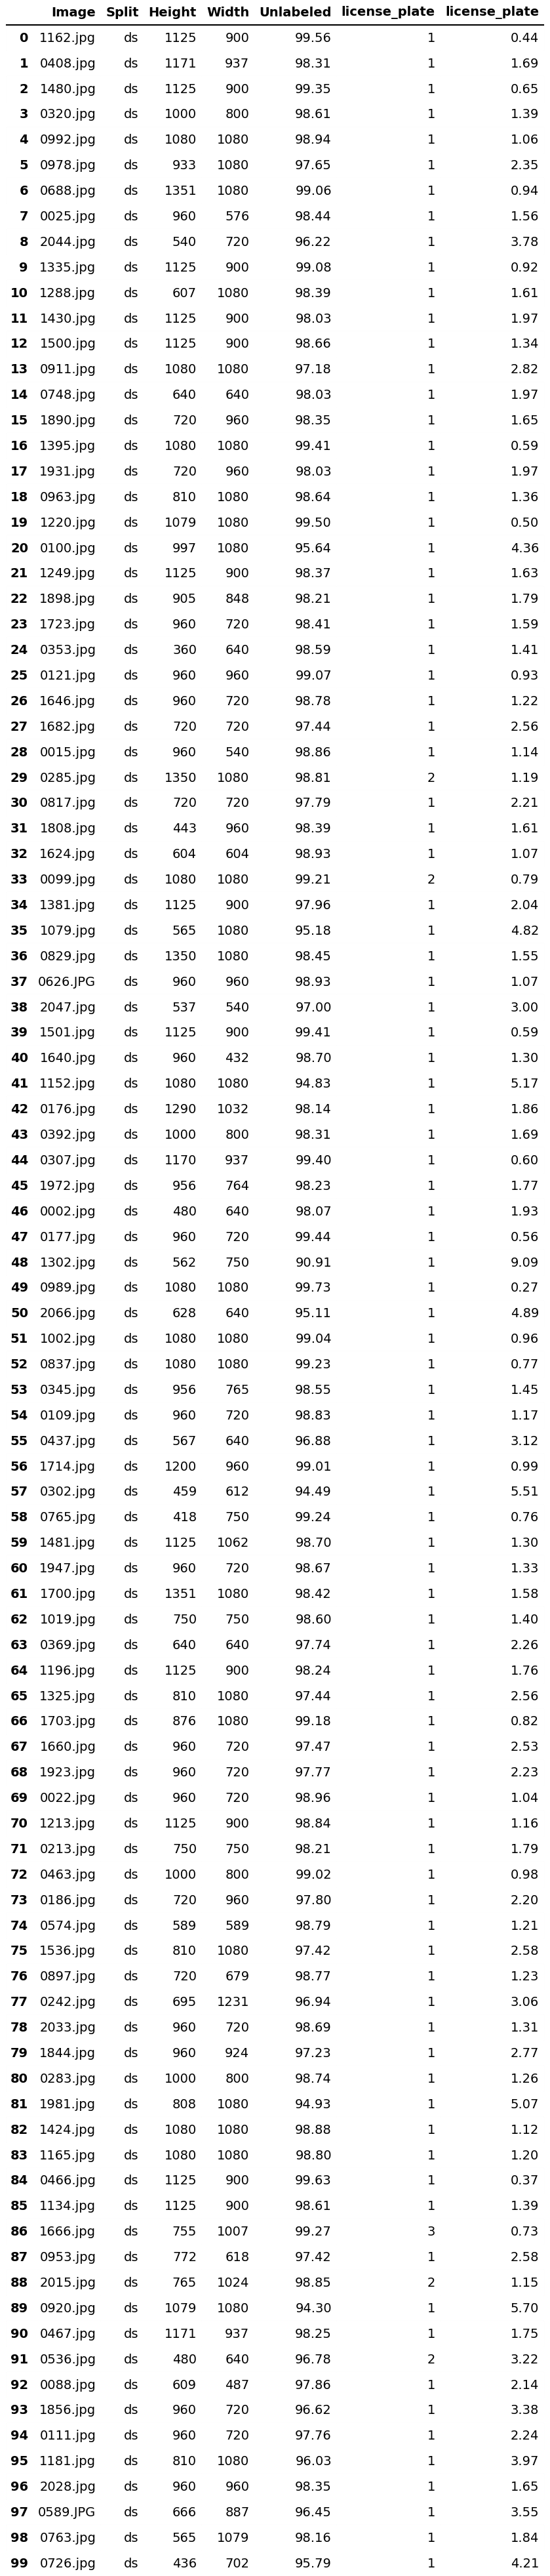 Image Split Height Width Unlabeled license_plate license_plate
0 1162.jpg ds 1125 900 99.56 1 0.44
1 0408.jpg ds 1171 937 98.31 1 1.69
2 1480.jpg ds 1125 900 99.35 1 0.65
3 0320.jpg ds 1000 800 98.61 1 1.39
4 0992.jpg ds 1080 1080 98.94 1 1.06
5 0978.jpg ds 933 1080 97.65 1 2.35
6 0688.jpg ds 1351 1080 99.06 1 0.94
7 0025.jpg ds 960 576 98.44 1 1.56
8 2044.jpg ds 540 720 96.22 1 3.78
9 1335.jpg ds 1125 900 99.08 1 0.92
10 1288.jpg ds 607 1080 98.39 1 1.61
11 1430.jpg ds 1125 900 98.03 1 1.97
12 1500.jpg ds 1125 900 98.66 1 1.34
13 0911.jpg ds 1080 1080 97.18 1 2.82
14 0748.jpg ds 640 640 98.03 1 1.97
15 1890.jpg ds 720 960 98.35 1 1.65
16 1395.jpg ds 1080 1080 99.41 1 0.59
17 1931.jpg ds 720 960 98.03 1 1.97
18 0963.jpg ds 810 1080 98.64 1 1.36
19 1220.jpg ds 1079 1080 99.50 1 0.50
20 0100.jpg ds 997 1080 95.64 1 4.36
21 1249.jpg ds 1125 900 98.37 1 1.63
22 1898.jpg ds 905 848 98.21 1 1.79
23 1723.jpg ds 960 720 98.41 1 1.59
24 0353.jpg ds 360 640 98.59 1 1.41
25 0121.jpg ds 960 960 99.07 1 0.93
26 1646.jpg ds 960 720 98.78 1 1.22
27 1682.jpg ds 720 720 97.44 1 2.56
28 0015.jpg ds 960 540 98.86 1 1.14
29 0285.jpg ds 1350 1080 98.81 2 1.19
30 0817.jpg ds 720 720 97.79 1 2.21
31 1808.jpg ds 443 960 98.39 1 1.61
32 1624.jpg ds 604 604 98.93 1 1.07
33 0099.jpg ds 1080 1080 99.21 2 0.79
34 1381.jpg ds 1125 900 97.96 1 2.04
35 1079.jpg ds 565 1080 95.18 1 4.82
36 0829.jpg ds 1350 1080 98.45 1 1.55
37 0626.JPG ds 960 960 98.93 1 1.07
38 2047.jpg ds 537 540 97.00 1 3.00
39 1501.jpg ds 1125 900 99.41 1 0.59
40 1640.jpg ds 960 432 98.70 1 1.30
41 1152.jpg ds 1080 1080 94.83 1 5.17
42 0176.jpg ds 1290 1032 98.14 1 1.86
43 0392.jpg ds 1000 800 98.31 1 1.69
44 0307.jpg ds 1170 937 99.40 1 0.60
45 1972.jpg ds 956 764 98.23 1 1.77
46 0002.jpg ds 480 640 98.07 1 1.93
47 0177.jpg ds 960 720 99.44 1 0.56
48 1302.jpg ds 562 750 90.91 1 9.09
49 0989.jpg ds 1080 1080 99.73 1 0.27
50 2066.jpg ds 628 640 95.11 1 4.89
51 1002.jpg ds 1080 1080 99.04 1 0.96
52 0837.jpg ds 1080 1080 99.23 1 0.77
53 0345.jpg ds 956 765 98.55 1 1.45
54 0109.jpg ds 960 720 98.83 1 1.17
55 0437.jpg ds 567 640 96.88 1 3.12
56 1714.jpg ds 1200 960 99.01 1 0.99
57 0302.jpg ds 459 612 94.49 1 5.51
58 0765.jpg ds 418 750 99.24 1 0.76
59 1481.jpg ds 1125 1062 98.70 1 1.30
60 1947.jpg ds 960 720 98.67 1 1.33
61 1700.jpg ds 1351 1080 98.42 1 1.58
62 1019.jpg ds 750 750 98.60 1 1.40
63 0369.jpg ds 640 640 97.74 1 2.26
64 1196.jpg ds 1125 900 98.24 1 1.76
65 1325.jpg ds 810 1080 97.44 1 2.56
66 1703.jpg ds 876 1080 99.18 1 0.82
67 1660.jpg ds 960 720 97.47 1 2.53
68 1923.jpg ds 960 720 97.77 1 2.23
69 0022.jpg ds 960 720 98.96 1 1.04
70 1213.jpg ds 1125 900 98.84 1 1.16
71 0213.jpg ds 750 750 98.21 1 1.79
72 0463.jpg ds 1000 800 99.02 1 0.98
73 0186.jpg ds 720 960 97.80 1 2.20
74 0574.jpg ds 589 589 98.79 1 1.21
75 1536.jpg ds 810 1080 97.42 1 2.58
76 0897.jpg ds 720 679 98.77 1 1.23
77 0242.jpg ds 695 1231 96.94 1 3.06
78 2033.jpg ds 960 720 98.69 1 1.31
79 1844.jpg ds 960 924 97.23 1 2.77
80 0283.jpg ds 1000 800 98.74 1 1.26
81 1981.jpg ds 808 1080 94.93 1 5.07
82 1424.jpg ds 1080 1080 98.88 1 1.12
83 1165.jpg ds 1080 1080 98.80 1 1.20
84 0466.jpg ds 1125 900 99.63 1 0.37
85 1134.jpg ds 1125 900 98.61 1 1.39
86 1666.jpg ds 755 1007 99.27 3 0.73
87 0953.jpg ds 772 618 97.42 1 2.58
88 2015.jpg ds 765 1024 98.85 2 1.15
89 0920.jpg ds 1079 1080 94.30 1 5.70
90 0467.jpg ds 1171 937 98.25 1 1.75
91 0536.jpg ds 480 640 96.78 2 3.22
92 0088.jpg ds 609 487 97.86 1 2.14
93 1856.jpg ds 960 720 96.62 1 3.38
94 0111.jpg ds 960 720 97.76 1 2.24
95 1181.jpg ds 810 1080 96.03 1 3.97
96 2028.jpg ds 960 960 98.35 1 1.65
97 0589.JPG ds 666 887 96.45 1 3.55
98 0763.jpg ds 565 1079 98.16 1 1.84
99 0726.jpg ds 436 702 95.79 1 4.21